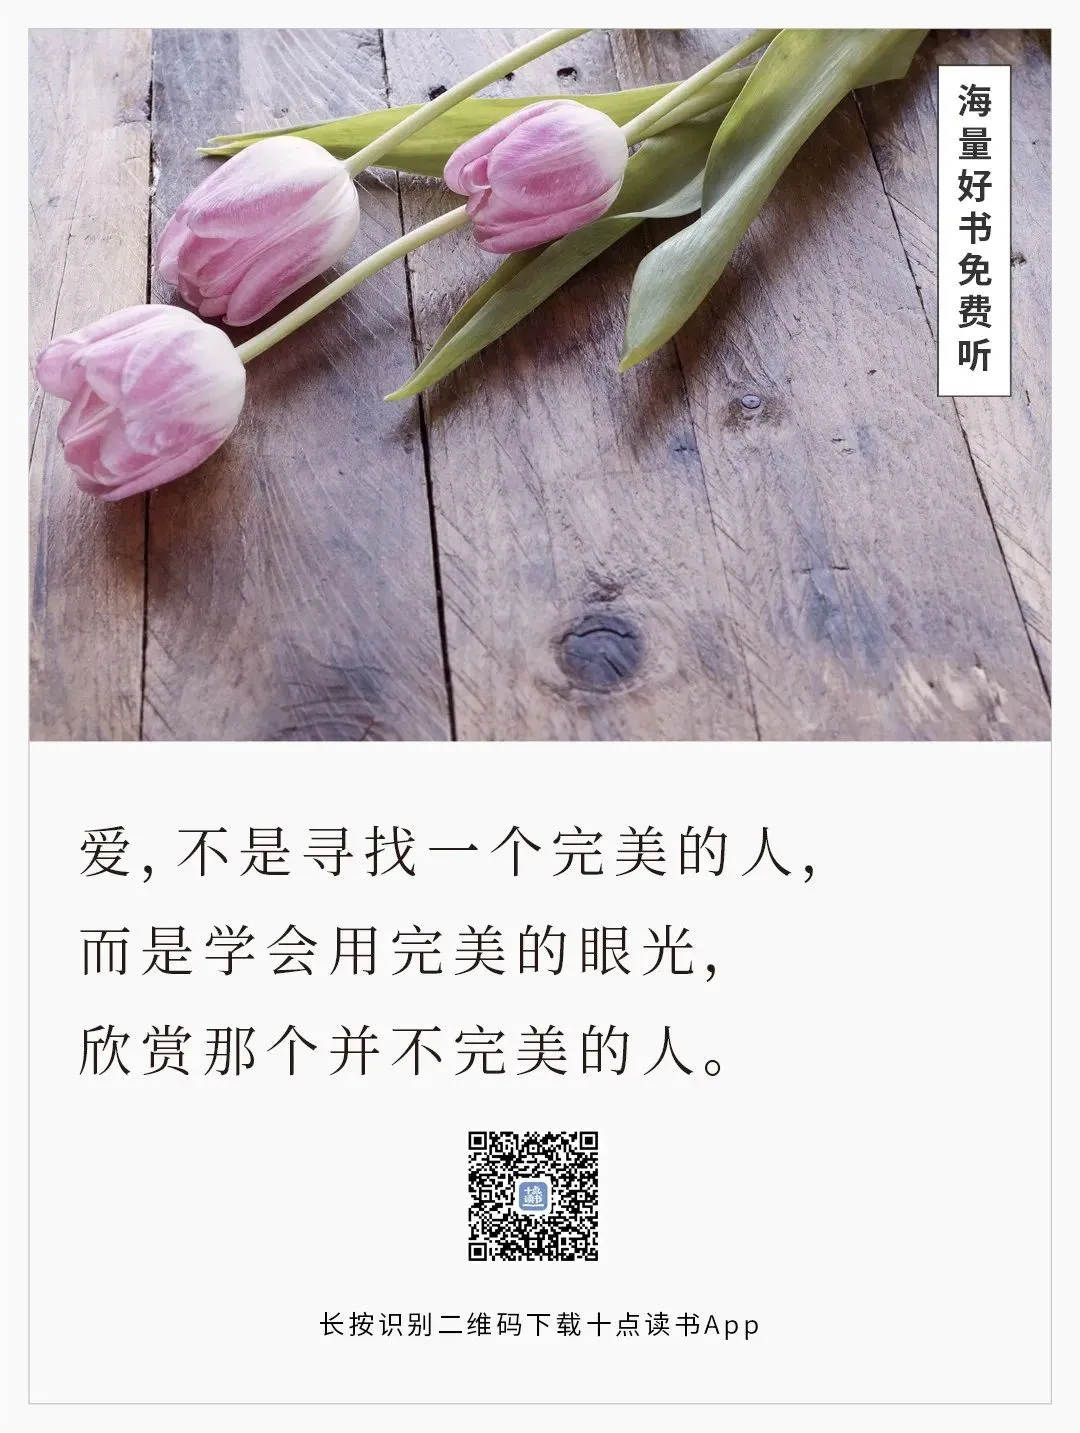 海量好书免费听
爱，不是寻找一个完美的人，
而是学会用完美的眼光，
欣赏那个并不完美的人。
十点
读书
长按识别二维码下载十点读书App